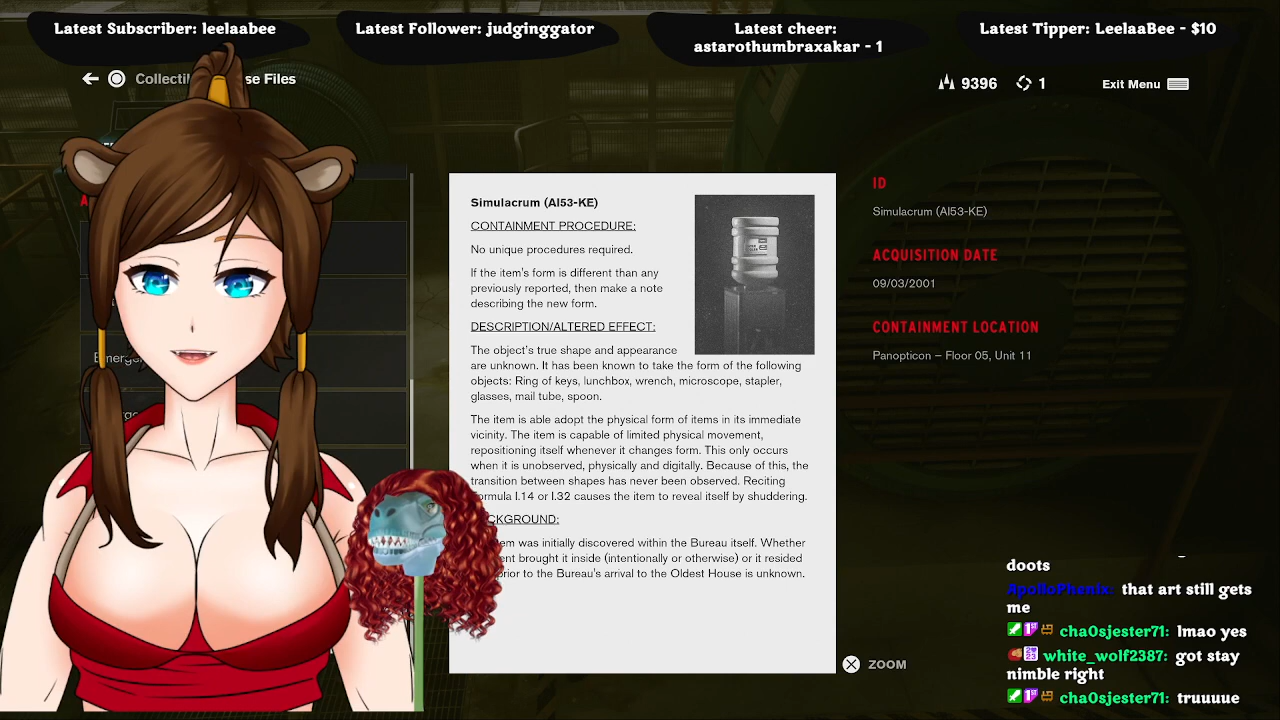 Latest Subscriber: leelaabee
Latest Follower: judginggator
Latest cheer:
astarothumbraxakar - 1
Latest Tipper: LeelaaBee - $10
Collecti
se Files
9396
1
Exit Menu
Simulacrum (AI53-KE)
CONTAINMENT PROCEDURE:
No unique procedures required.
If the item's form is different than any
previously reported, then make a note
describing the new form.
DESCRIPTION/ALTERED EFFECT:
The object's true shape and appearance
are unknown. It has been known to take the form of the following
objects: Ring of keys, lunchbox, wrench, microscope, stapler,
glasses, mail tube, spoon.
The item is able adopt the physical form of items in its immediate
vicinity. The item is capable of limited physical movement,
repositioning itself whenever it changes form. This only occurs
when it is unobserved, physically and digitally. Because of this, the
transition between shapes has never been observed. Reciting
formula I.14 or I.32 causes the item to reveal itself by shuddering.
CKGROUND:
em was initially discovered within the Bureau itself. Whether
ent brought it inside (intentionally or otherwise) or it resided
prior to the Bureau's arrival to the Oldest House is unknown.
ZOOM
ID
Simulacrum (AI53-KE)
ACQUISITION DATE
09/03/2001
CONTAINMENT LOCATION
Panopticon – Floor 05, Unit 11
Emerge
doots
ApolloPhenix: that art still gets
me
cha0sjester71: lmao yes
white_wolf2387: got stay
nimble right
cha0sjester71: truuuue